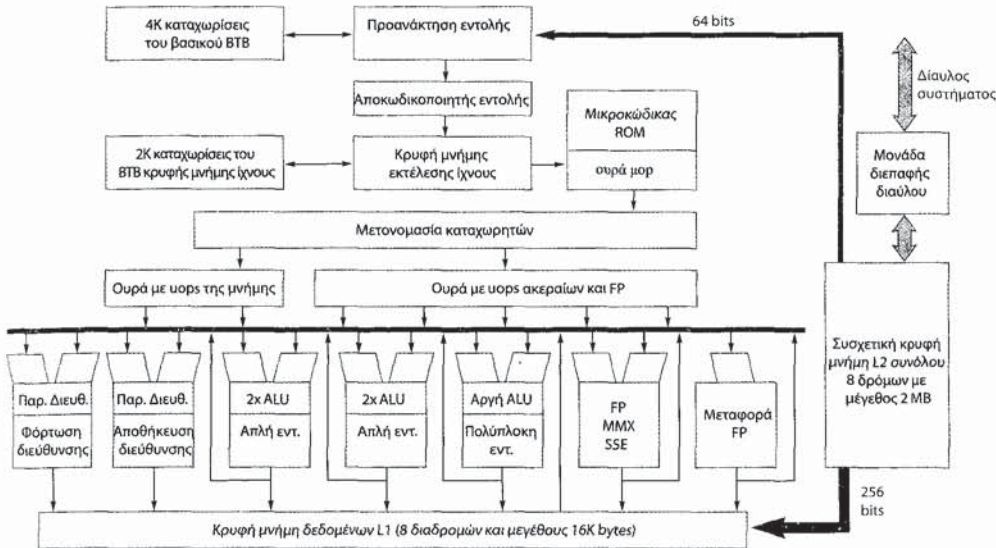 4K καταχωρίσεις
του βασικού BTB
Προανάκτηση εντολής
64 bits
Δίαυλος
συστήματος
Αποκωδικοποιητής εντολής
Μικροκώδικας
ROM
2K καταχωρίσεις του
BTB κρυφής μνήμης ίχνους
Κρυφή μνήμης
εκτέλεσης ίχνους
ουρά μορ
Μονάδα
διεπαφής
διαύλου
Μετονομασία καταχωρητών
Ουρά με uops της μνήμης
Ουρά με uops ακεραίων και FP
Συσχετική κρυφή
μνήμη L2 συνόλου
8 δρόμων με
μέγεθος 2 MB
Παρ. Διευθ.
Φόρτωση
διεύθυνσης
Παρ. Διευθ.
Αποθήκευση
διεύθυνσης
2x ALU
Απλή εντ.
2x ALU
Απλή εντ.
Αργή ALU
Πολύπλοκη
εντ.
FP
MMX
SSE
Μεταφορά
FP
256
bits
Κρυφή μνήμη δεδομένων L1 (8 διαδρομών και μεγέθους 16K bytes)